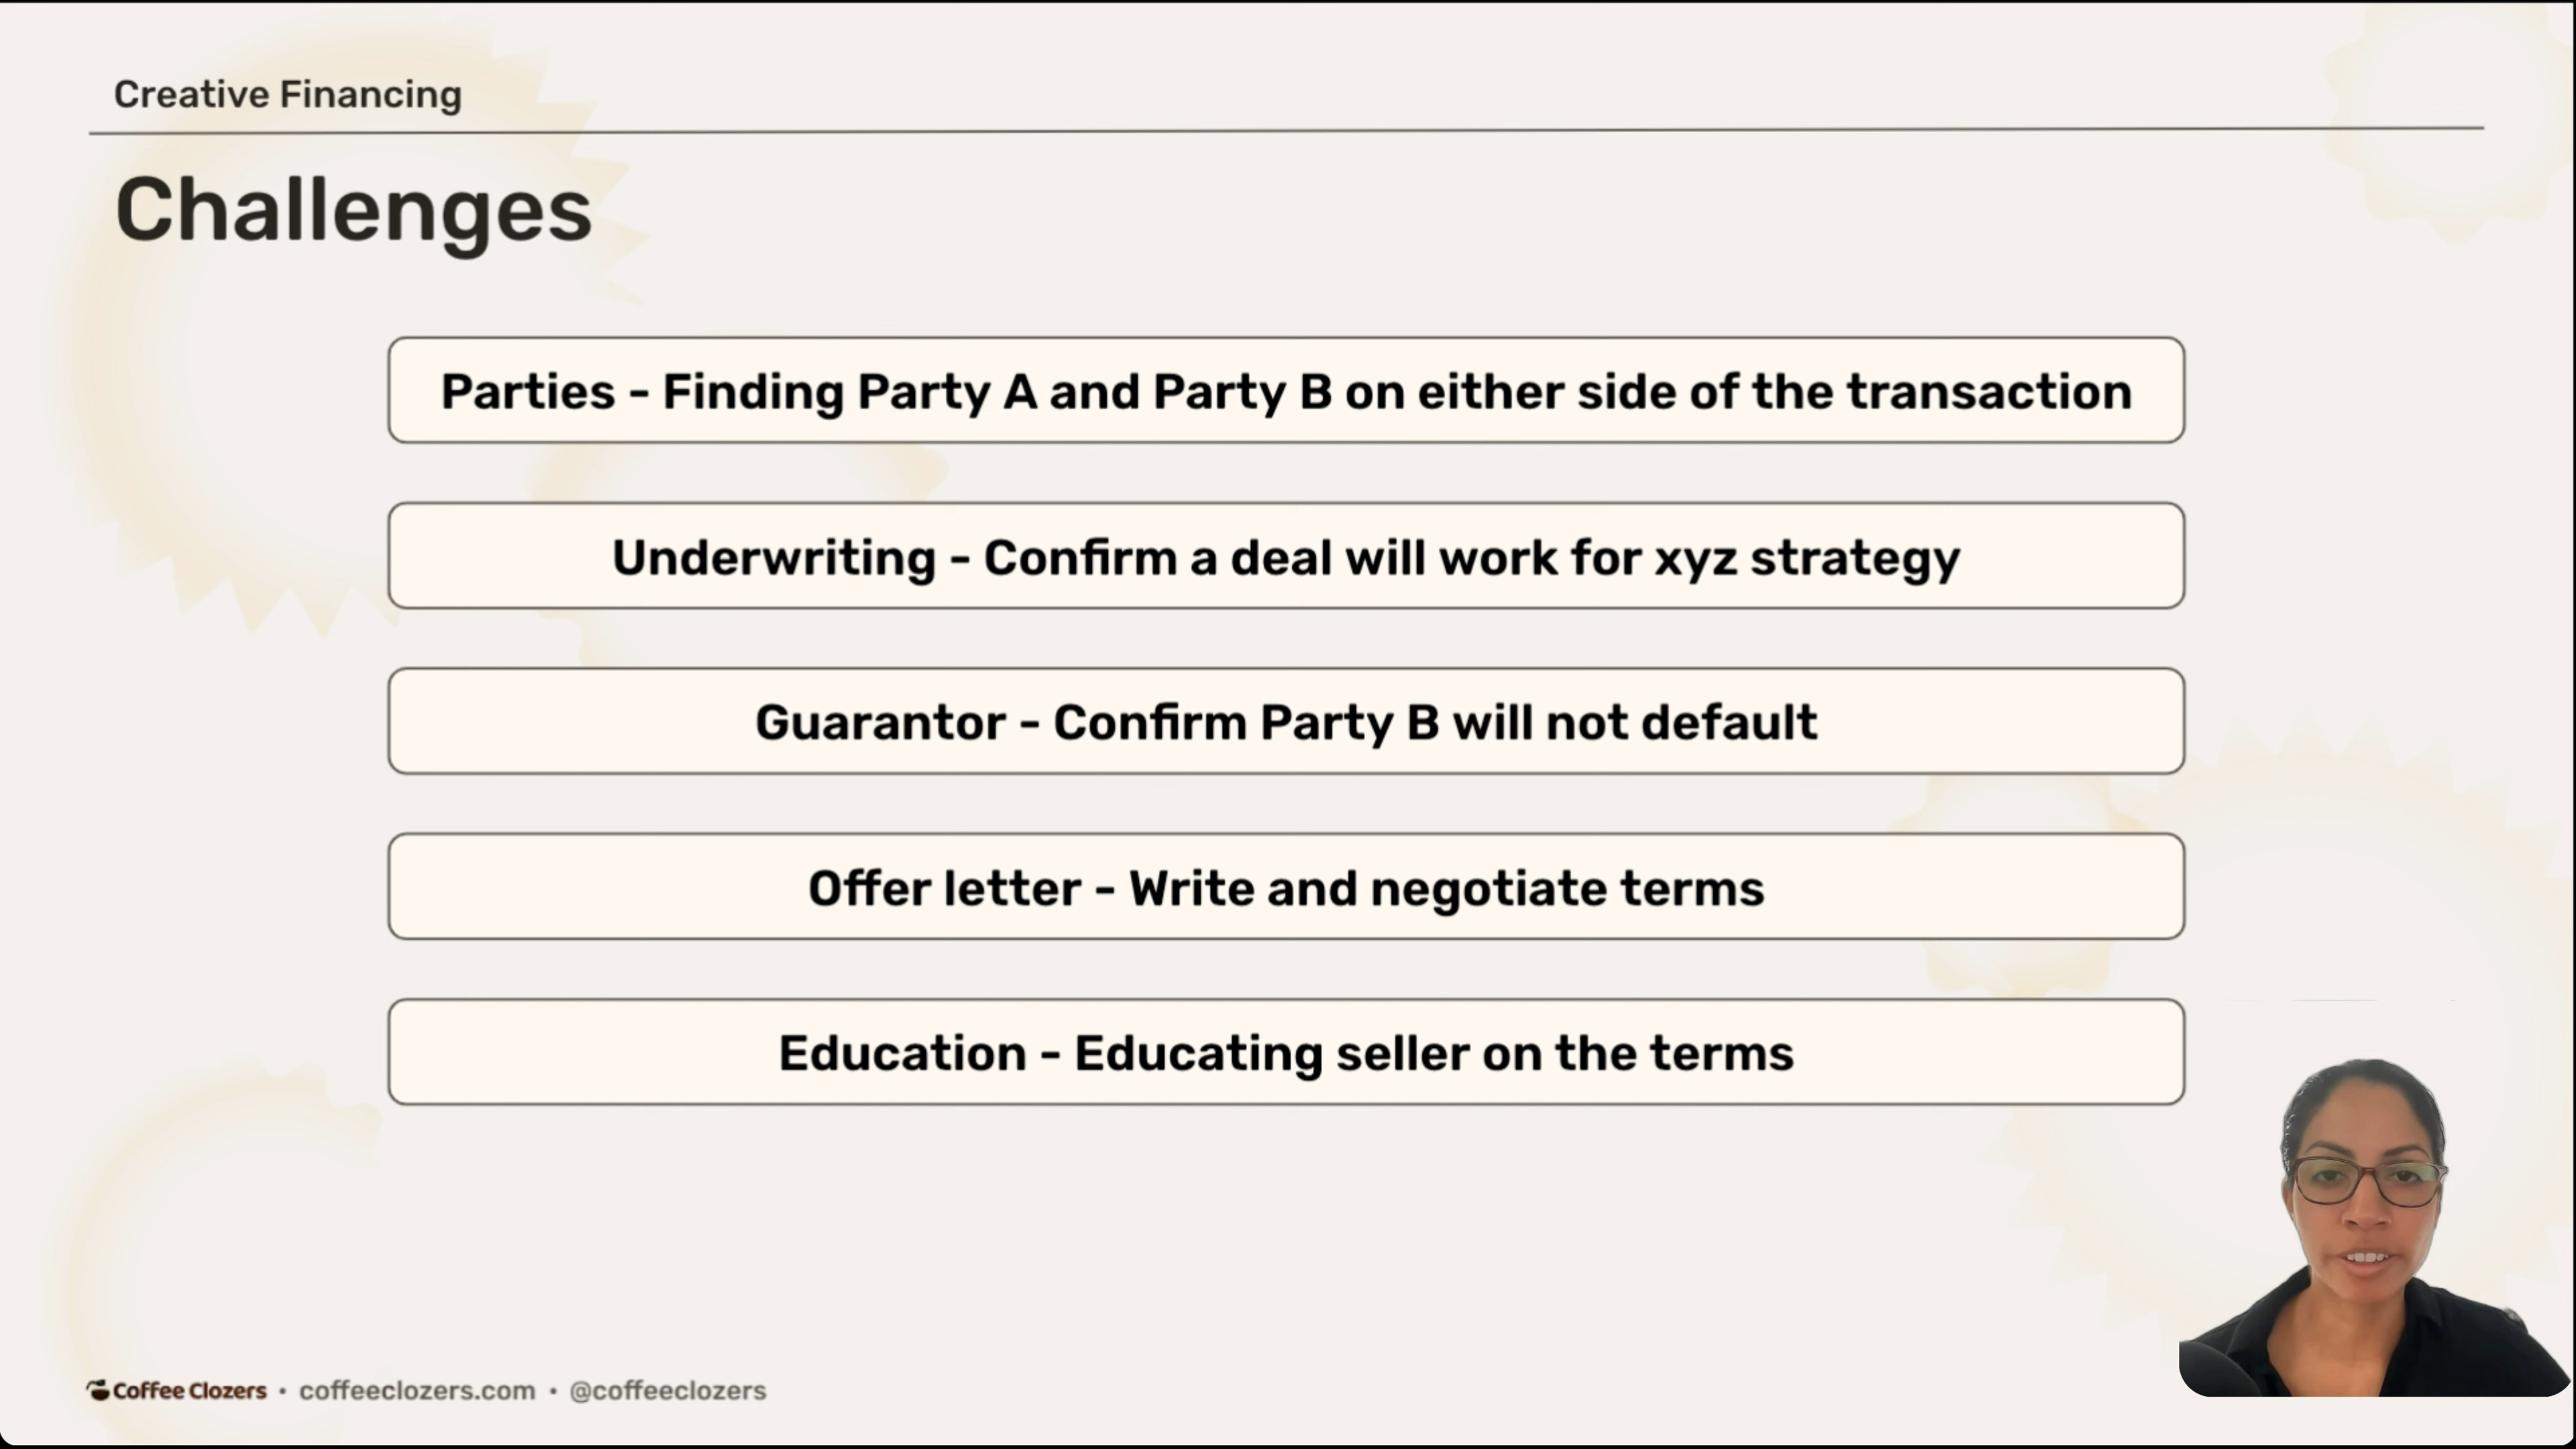 Creative Financing
Challenges
Parties - Finding Party A and Party B on either side of the transaction
Underwriting - Confirm a deal will work for xyz strategy
Guarantor - Confirm Party B will not default
Offer letter - Write and negotiate terms
Education - Educating seller on the terms
Coffee Clozers • coffeeclozers.com • @coffeeclozers